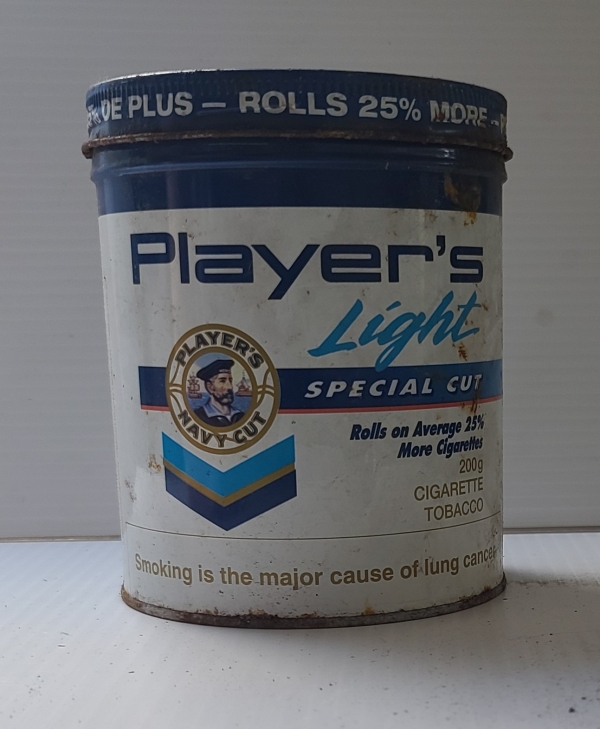 DE PLUS — ROLLS 25% MORE —
Player's
Light
PLAYER'S
NAVY CUT
SPECIAL CUT
Rolls on Average 25%
More Cigarettes
200g
CIGARETTE
TOBACCO
Smoking is the major cause of lung cancer